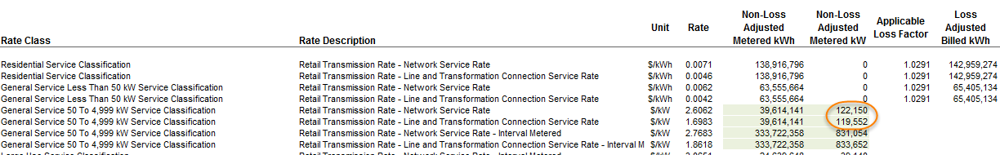 Rate Class Rate Description Unit Rate Non-Loss Adjusted Metered kWh Non-Loss Adjusted Metered kW Applicable Loss Factor Loss Adjusted Billed kWh
Residential Service Classification Retail Transmission Rate - Network Service Rate $/kWh 0.0071 138,916,796 0 1.0291 142,959,274
Residential Service Classification Retail Transmission Rate - Line and Transformation Connection Service Rate $/kWh 0.0046 138,916,796 0 1.0291 142,959,274
General Service Less Than 50 kW Service Classification Retail Transmission Rate - Network Service Rate $/kWh 0.0062 63,555,664 0 1.0291 65,405,134
General Service Less Than 50 kW Service Classification Retail Transmission Rate - Line and Transformation Connection Service Rate $/kWh 0.0042 63,555,664 0 1.0291 65,405,134
General Service 50 To 4,999 kW Service Classification Retail Transmission Rate - Network Service Rate $/kW 2.6062 39,614,141 122,150
General Service 50 To 4,999 kW Service Classification Retail Transmission Rate - Line and Transformation Connection Service Rate $/kW 1.6983 39,614,141 119,552
General Service 50 To 4,999 kW Service Classification Retail Transmission Rate - Network Service Rate - Interval Metered $/kW 2.7683 333,722,358 831,054
General Service 50 To 4,999 kW Service Classification Retail Transmission Rate - Line and Transformation Connection Service Rate - Interval M $/kW 1.8618 333,722,358 833,652